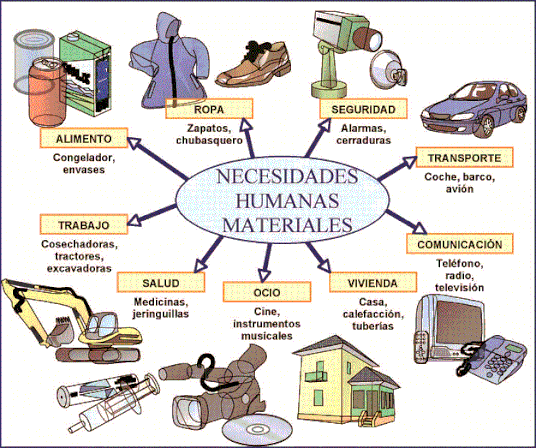 ROPA
Zapatos,
chubasquero
SEGURIDAD
Alarmas,
cerraduras
ALIMENTO
Congelador,
envases
TRANSPORTE
Coche, barco,
avión
NECESIDADES
HUMANAS
MATERIALES
TRABAJO
Cosechadoras,
tractores,
excavadoras
COMUNICACIÓN
Teléfono,
radio,
televisión
SALUD
Medicinas,
jeringuillas
OCIO
Cine,
instrumentos
musicales
VIVIENDA
Casa,
calefacción,
tuberías